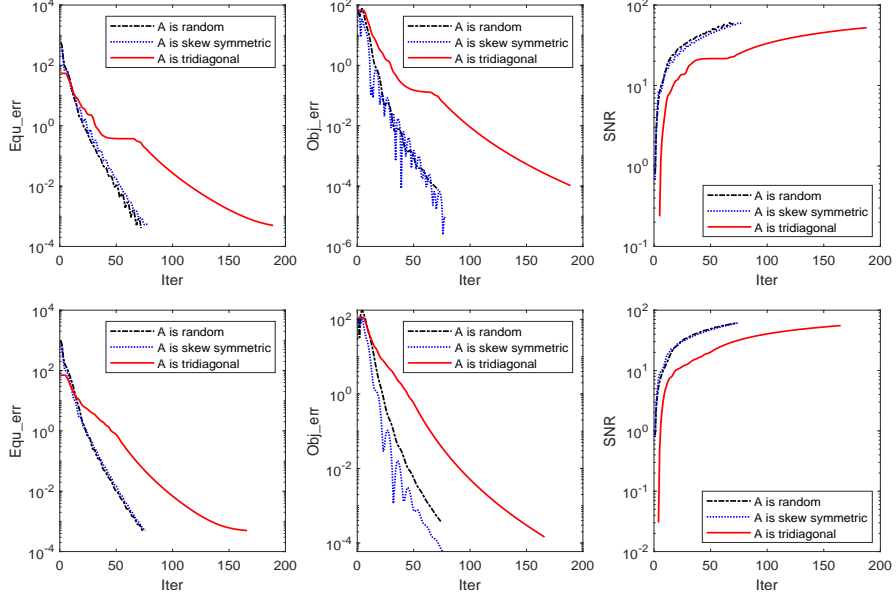 10^4
10^2
10^0
10^-2
10^-4
Equ_err
0 50 100 150 200
Iter
A is random
A is skew symmetric
A is tridiagonal
10^2
10^0
10^-2
10^-4
10^-6
Obj_err
0 50 100 150 200
Iter
A is random
A is skew symmetric
A is tridiagonal
10^2
10^1
10^0
10^-1
SNR
0 50 100 150 200
Iter
A is random
A is skew symmetric
A is tridiagonal
10^4
10^2
10^0
10^-2
10^-4
Equ_err
0 50 100 150 200
Iter
A is random
A is skew symmetric
A is tridiagonal
10^2
10^0
10^-2
10^-4
Obj_err
0 50 100 150 200
Iter
A is random
A is skew symmetric
A is tridiagonal
10^2
10^1
10^0
10^-1
10^-2
SNR
0 50 100 150 200
Iter
A is random
A is skew symmetric
A is tridiagonal